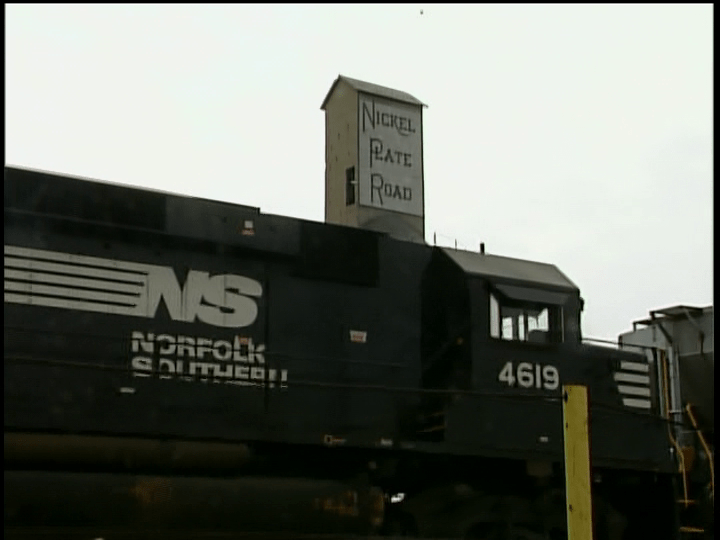 NICKEL
PLATE
ROAD
NS
NORFOLK
SOUTHERN
4619